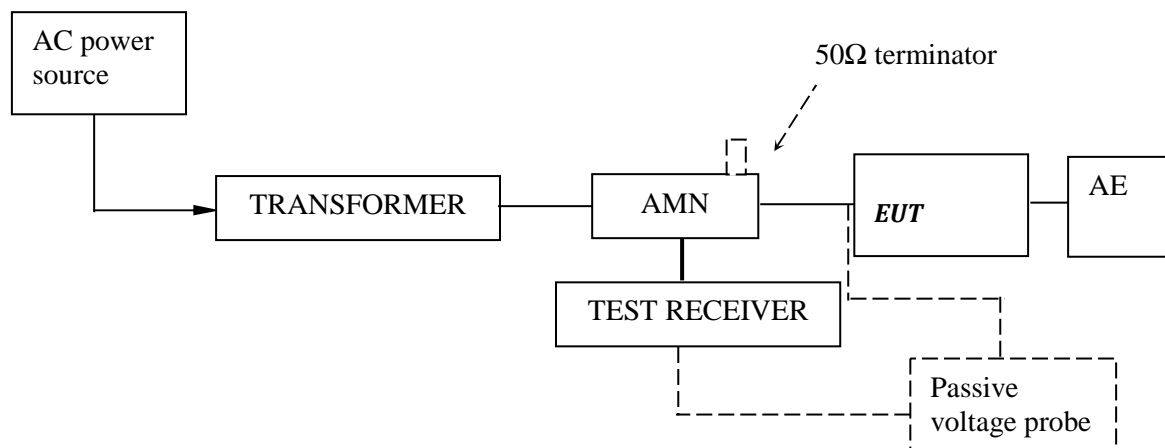 AC power
source
50Ω terminator
TRANSFORMER
AMN
EUT
AE
TEST RECEIVER
Passive
voltage probe